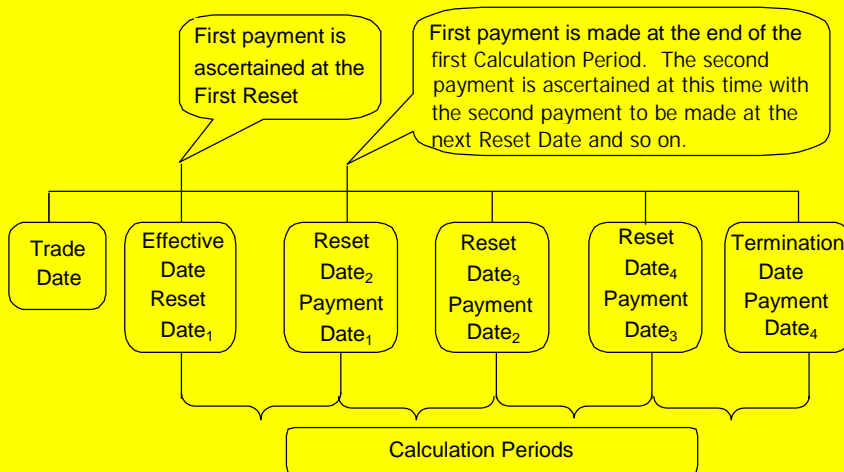 First payment is
ascertained at the
First Reset
First payment is made at the end of the
first Calculation Period. The second
payment is ascertained at this time with
the second payment to be made at the
next Reset Date and so on.
Trade
Date
Effective
Date
Reset
Date₁
Reset
Date₂
Payment
Date₁
Reset
Date₃
Payment
Date₂
Reset
Date₄
Payment
Date₃
Termination
Date
Payment
Date₄
Calculation Periods